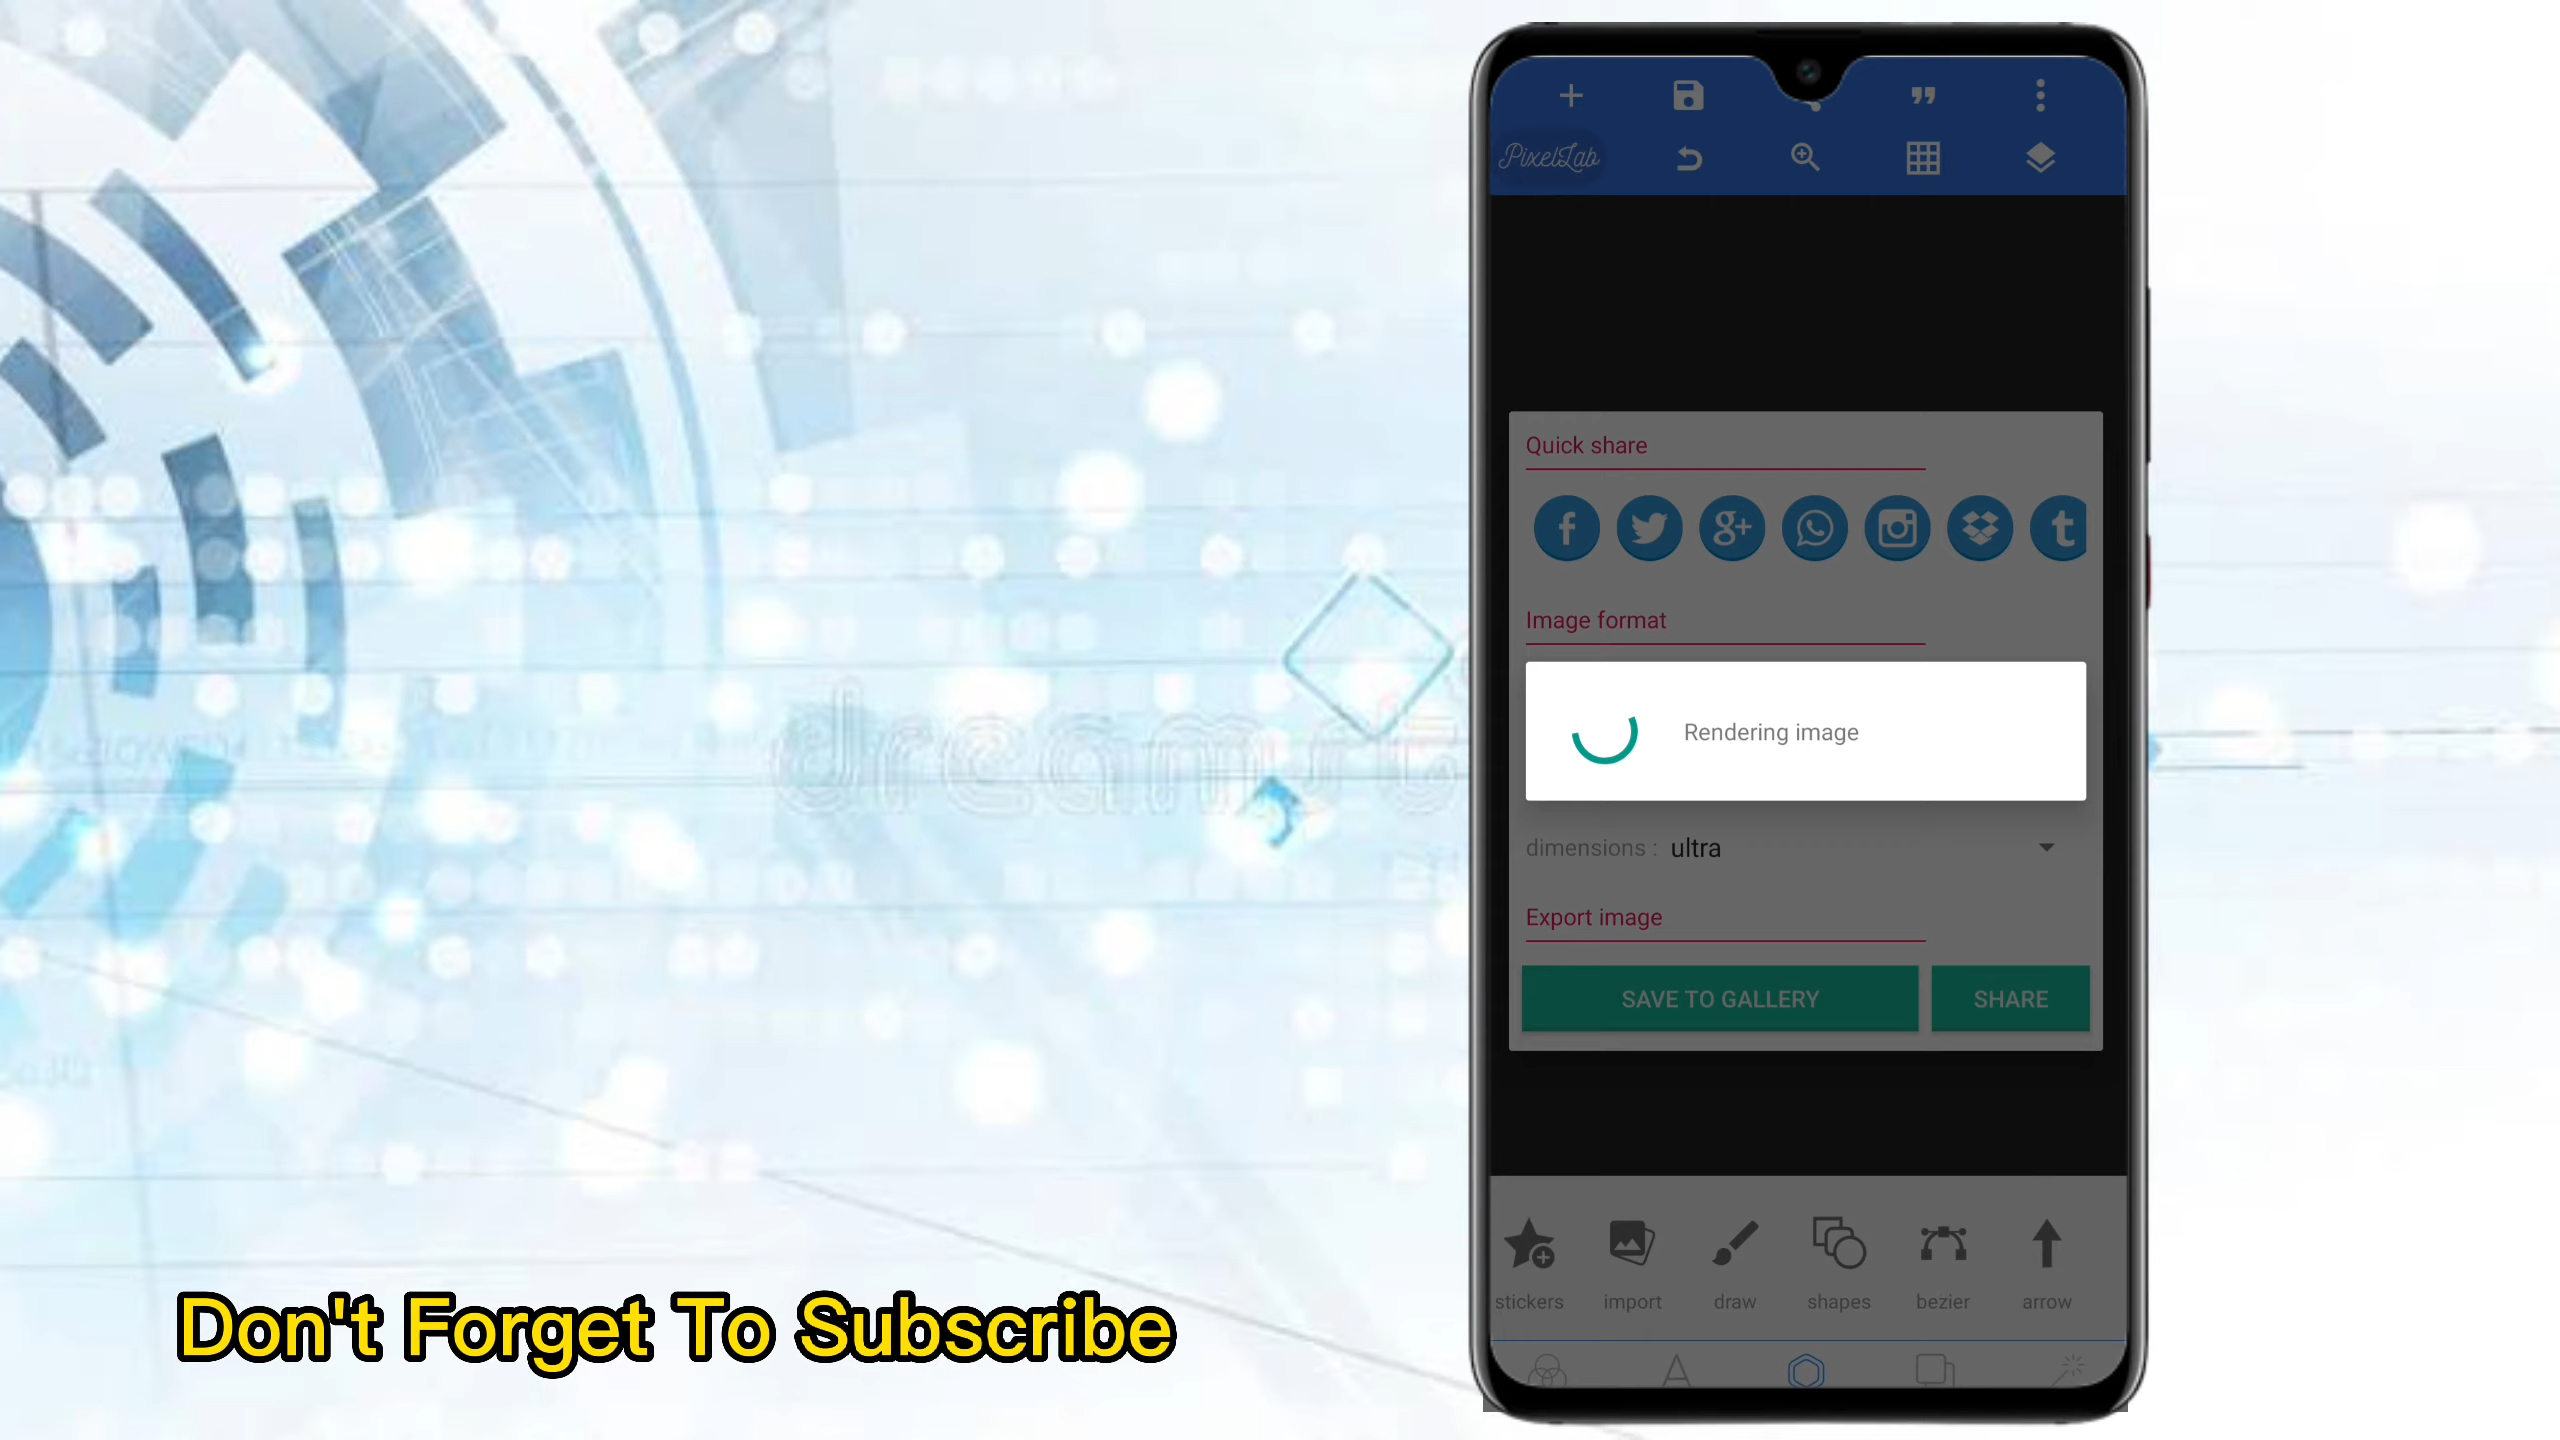 PixelLab
Quick share
Image format
Rendering image
dimensions : ultra
Export image
SAVE TO GALLERY SHARE
stickers import draw shapes bezier arrow
Don't Forget To Subscribe